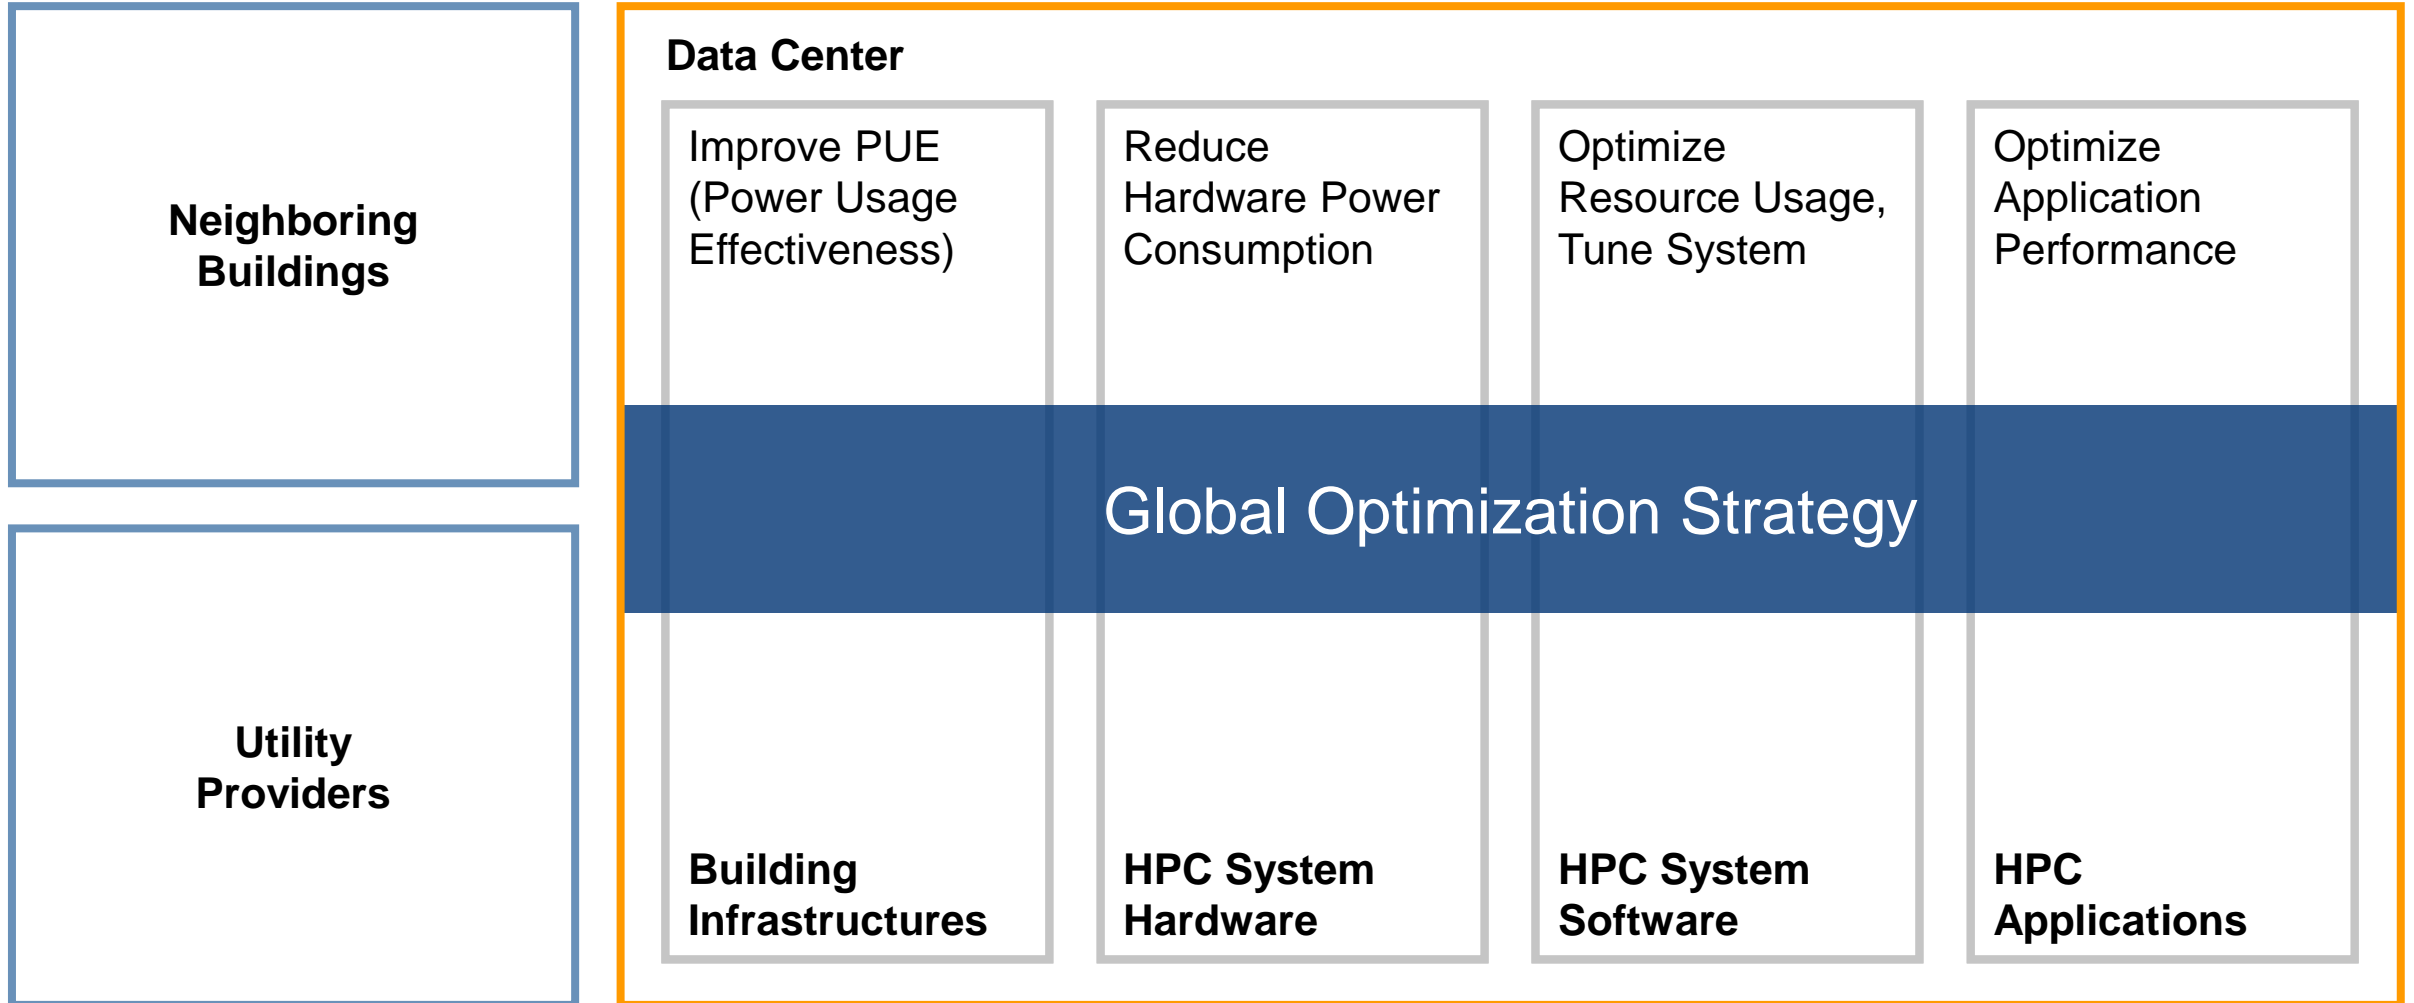 Neighboring
Buildings
Utility
Providers
Data Center
Improve PUE
(Power Usage
Effectiveness)
Reduce
Hardware Power
Consumption
Optimize
Resource Usage,
Tune System
Optimize
Application
Performance
Global Optimization Strategy
Building
Infrastructures
HPC System
Hardware
HPC System
Software
HPC
Applications